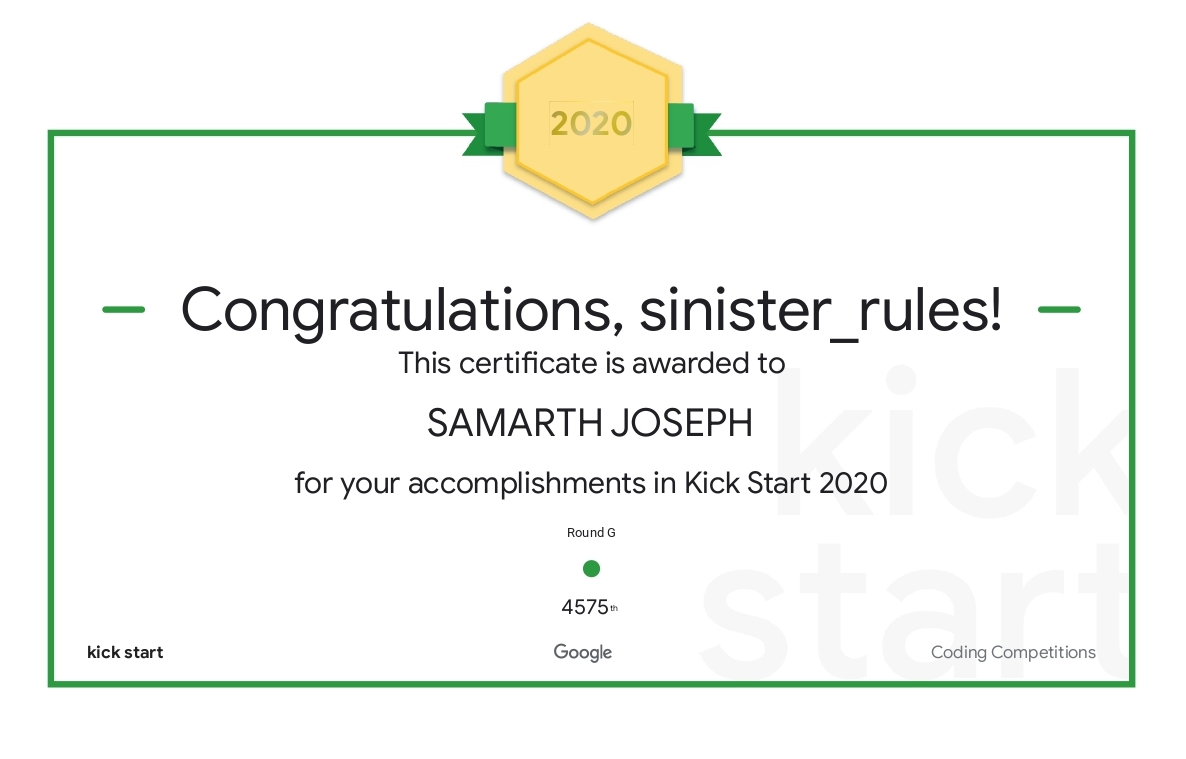 2020
Congratulations, sinister_rules!
This certificate is awarded to
SAMARTH JOSEPH
for your accomplishments in Kick Start 2020
Round G
4575th
kick start
Google
Coding Competitions
kick
start